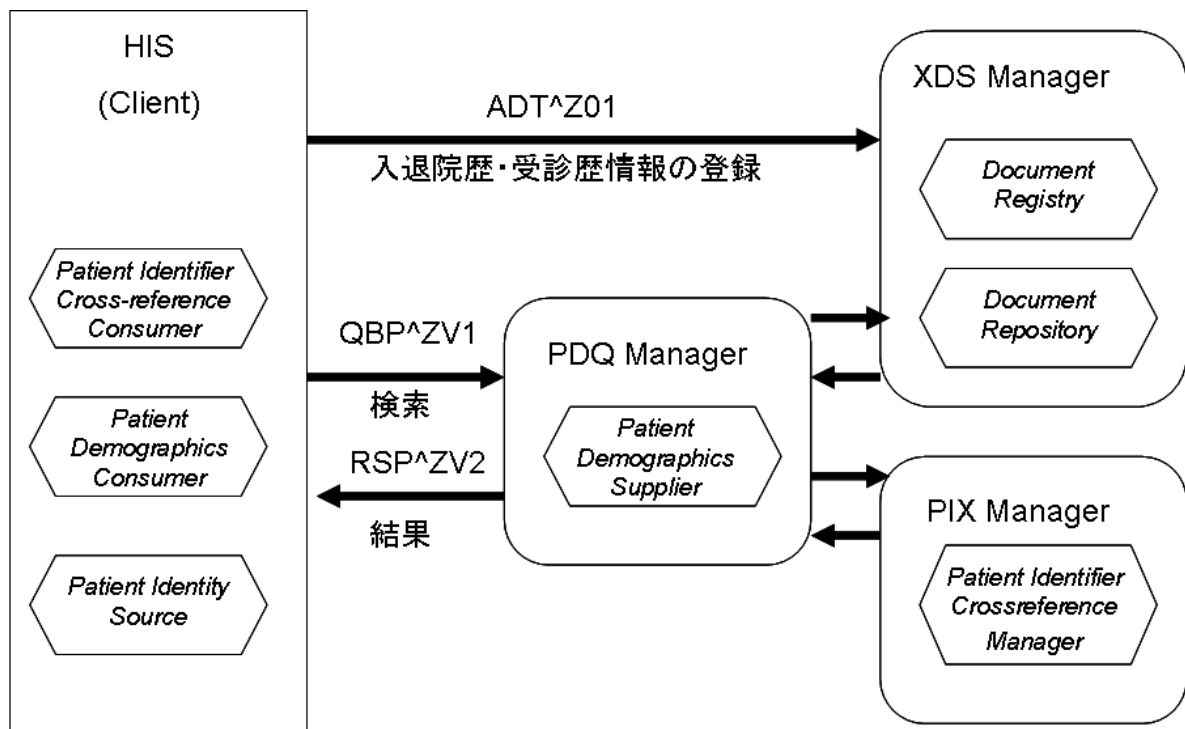 HIS
(Client)
Patient Identifier
Cross-reference
Consumer
Patient
Demographics
Consumer
Patient Identity
Source
ADT^Z01
入退院歴・受診歴情報の登録
QBP^ZV1
検索
RSP^ZV2
結果
PDQ Manager
Patient
Demographics
Supplier
XDS Manager
Document
Registry
Document
Repository
PIX Manager
Patient Identifier
Crossreference
Manager